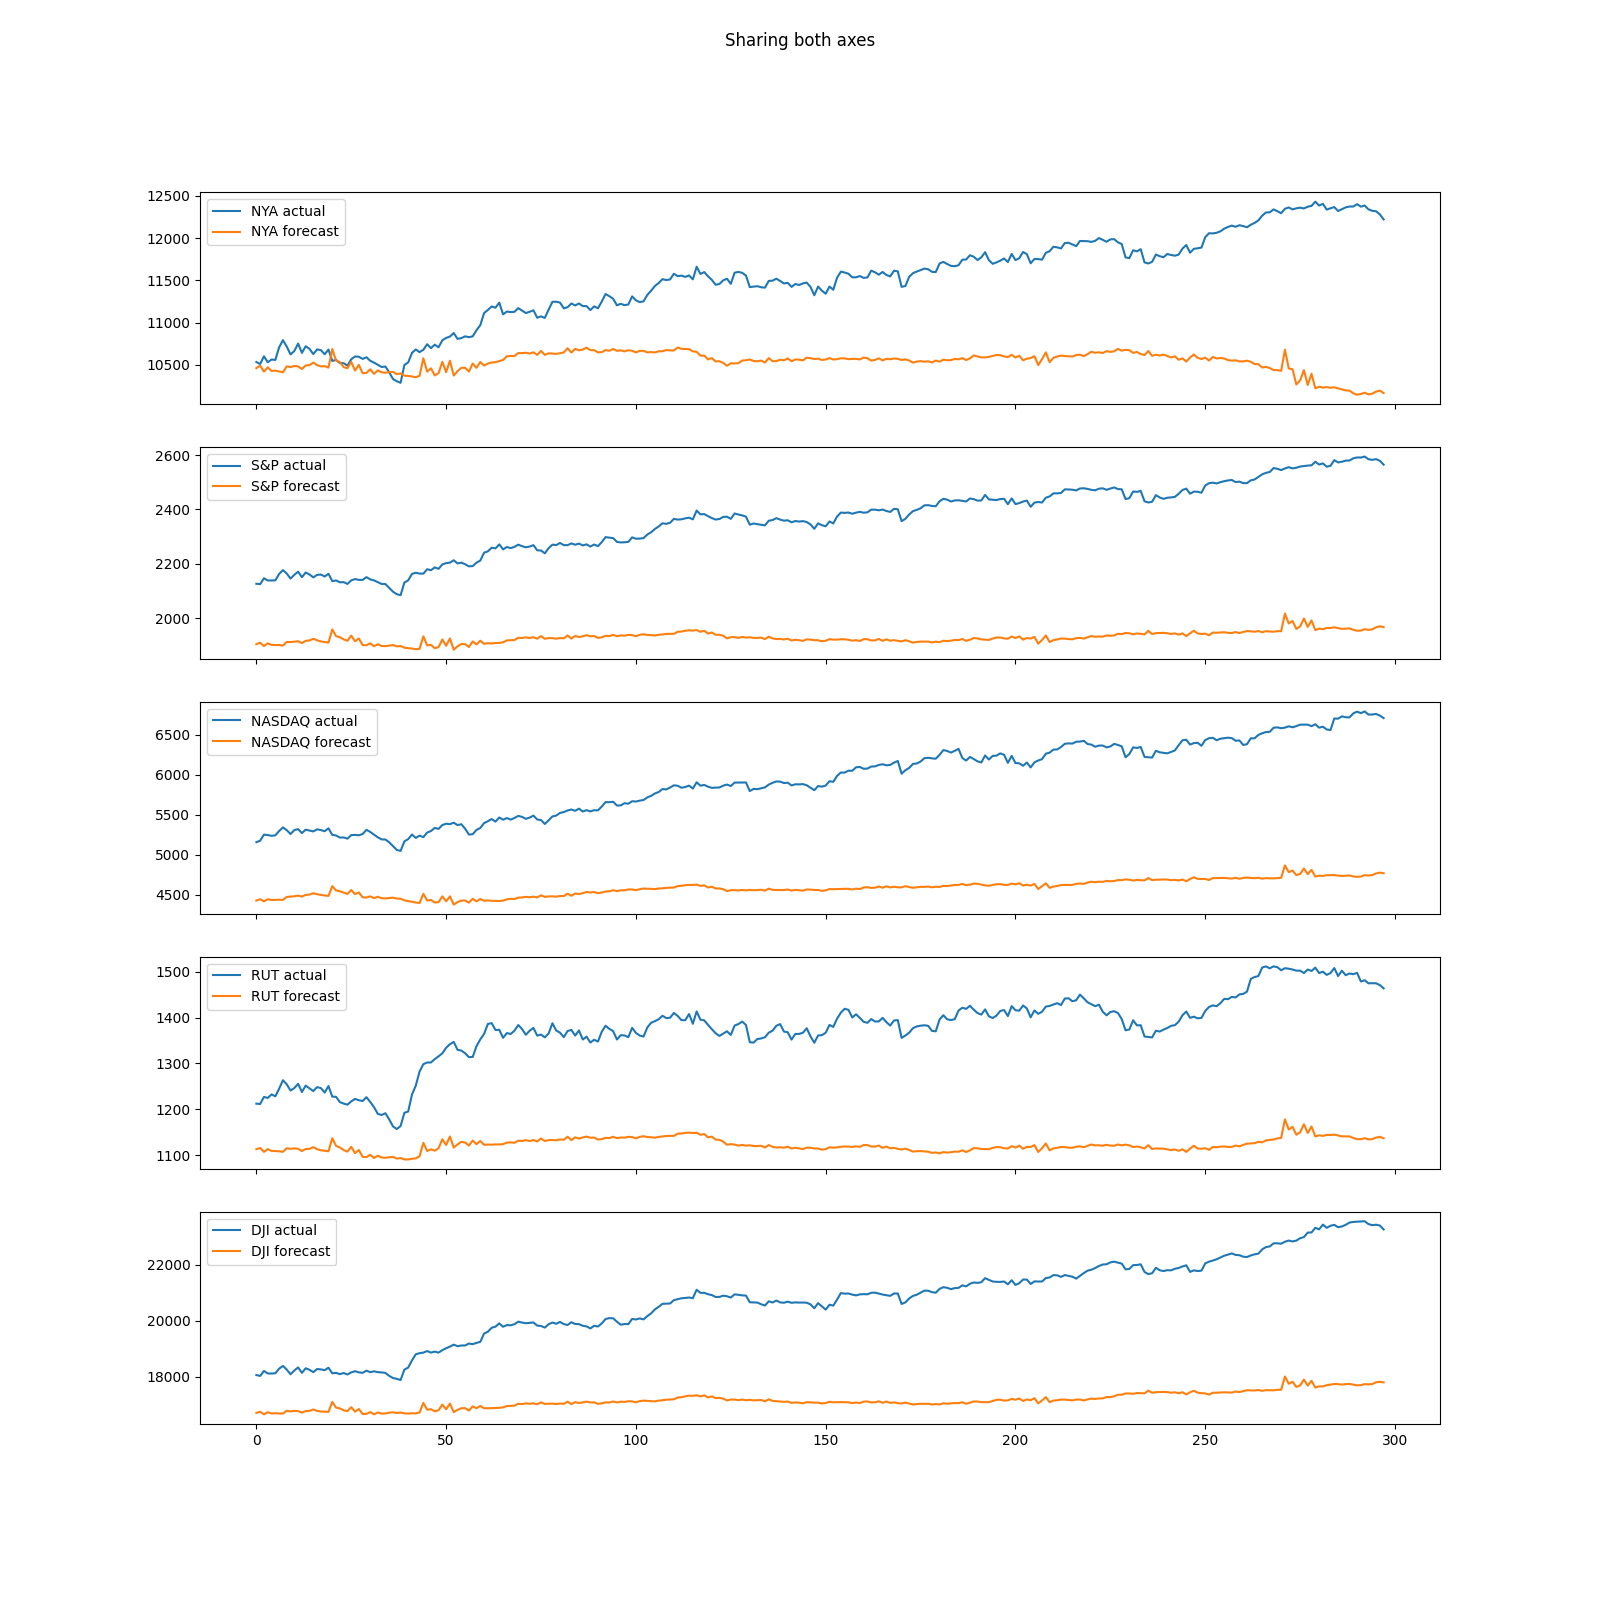 Sharing both axes
12500
12000
11500
11000
10500
NYA actual
NYA forecast
2600
2400
2200
2000
S&P actual
S&P forecast
6500
6000
5500
5000
4500
NASDAQ actual
NASDAQ forecast
1500
1400
1300
1200
1100
RUT actual
RUT forecast
22000
20000
18000
DJI actual
DJI forecast
0 50 100 150 200 250 300